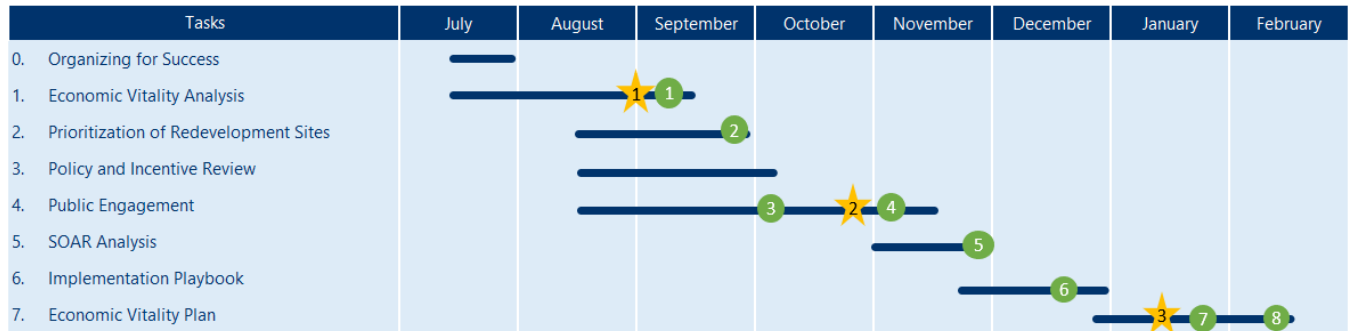 Tasks July August September October November December January February
0. Organizing for Success
1. Economic Vitality Analysis 1 1
2. Prioritization of Redevelopment Sites 2
3. Policy and Incentive Review
4. Public Engagement 3 2 4
5. SOAR Analysis 5
6. Implementation Playbook 6
7. Economic Vitality Plan 3 7 8